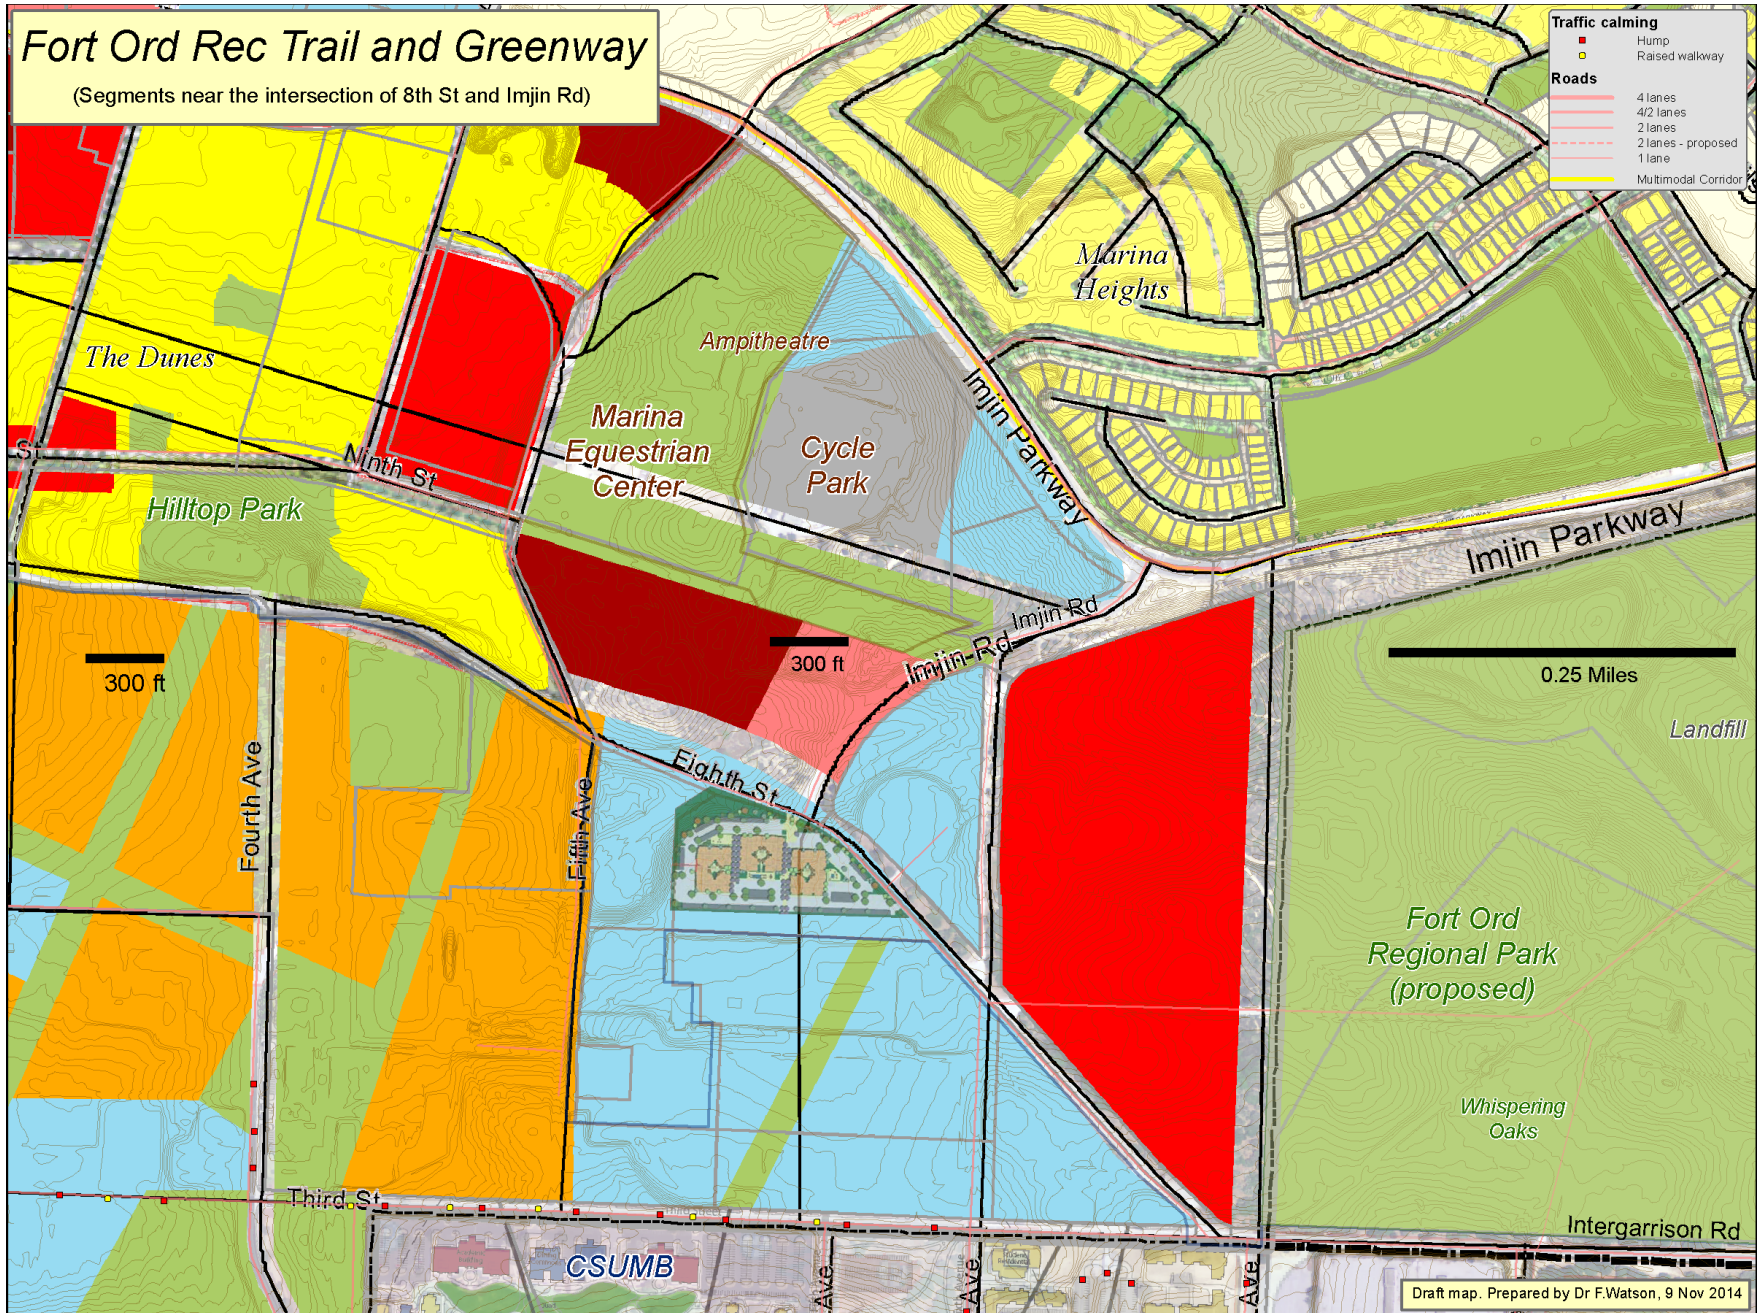 Fort Ord Rec Trail and Greenway
(Segments near the intersection of 8th St and Imjin Rd)
Traffic calming
Hump
Raised walkway
Roads
4 lanes
4/2 lanes
2 lanes
2 lanes - proposed
1 lane
Multimodal Corridor
Marina
Heights
The Dunes
Ampitheatre
Marina
Equestrian
Center
Cycle
Park
Imjin Parkway
Ninth St
St
Hilltop Park
Imjin Parkway
Imjin Rd
Imjin Rd
300 ft
300 ft
0.25 Miles
Landfill
Eighth St
Fourth Ave
Fifth Ave
Fort Ord
Regional Park
(proposed)
Whispering
Oaks
Third St
Intergarrison Rd
CSUMB
Ave
Ave
Ave
Draft map. Prepared by Dr F.Watson, 9 Nov 2014